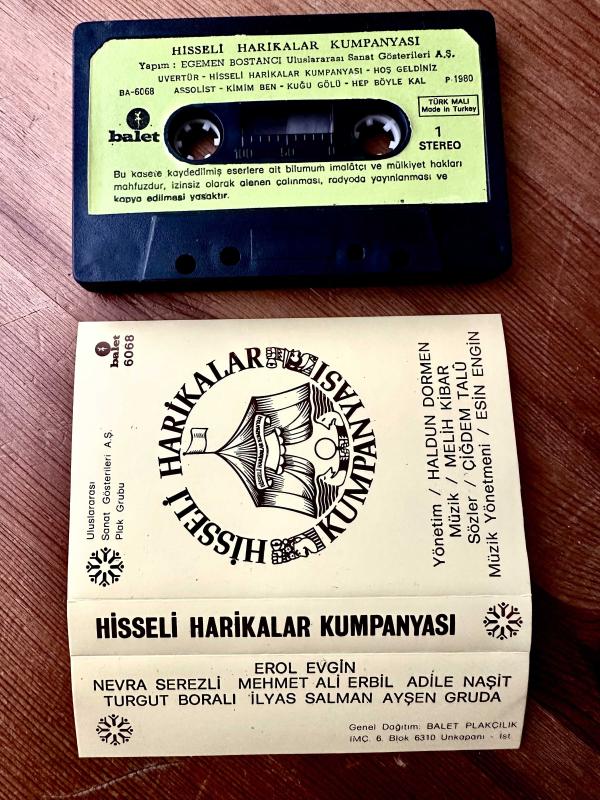 HİSSELİ HARİKALAR KUMPANYASI
Yapım : EGEMEN BOSTANCI Uluslararası Sanat Gösterileri A.Ş.
UVERTÜR - HİSSELİ HARİKALAR KUMPANYASI - HOŞ GELDİNİZ
BA-6068 ASSOLİST - KİMİM BEN - KUĞU GÖLÜ - HEP BÖYLE KAL P-1980
TÜRK MALI
Made in Turkey
balet
1
STEREO
100 50 0
Bu kasete kaydedilmiş eserlere ait bilumum imalâtçı ve mülkiyet hakları
mahfuzdur, izinsiz olarak alenen çalınması, radyoda yayınlanması ve
kopya edilmesi yasaktır.
balet
6068
Uluslararası
Sanat Gösterileri A.Ş.
Plak Grubu
HİSSELİ HARİKALAR KUMPANYASI
Yönetim / HALDUN DORMEN
Müzik / MELİH KİBAR
Sözler / ÇİĞDEM TALÛ
Müzik Yönetmeni / ESİN ENGİN
HİSSELİ HARİKALAR KUMPANYASI
EROL EVGİN
NEVRA SEREZLİ MEHMET ALİ ERBİL ADİLE NAŞİT
TURGUT BORALI İLYAS SALMAN AYŞEN GRUDA
Genel Dağıtım: BALET PLAKÇILIK
İMÇ. 6. Blok 6310 Unkapanı - İst.